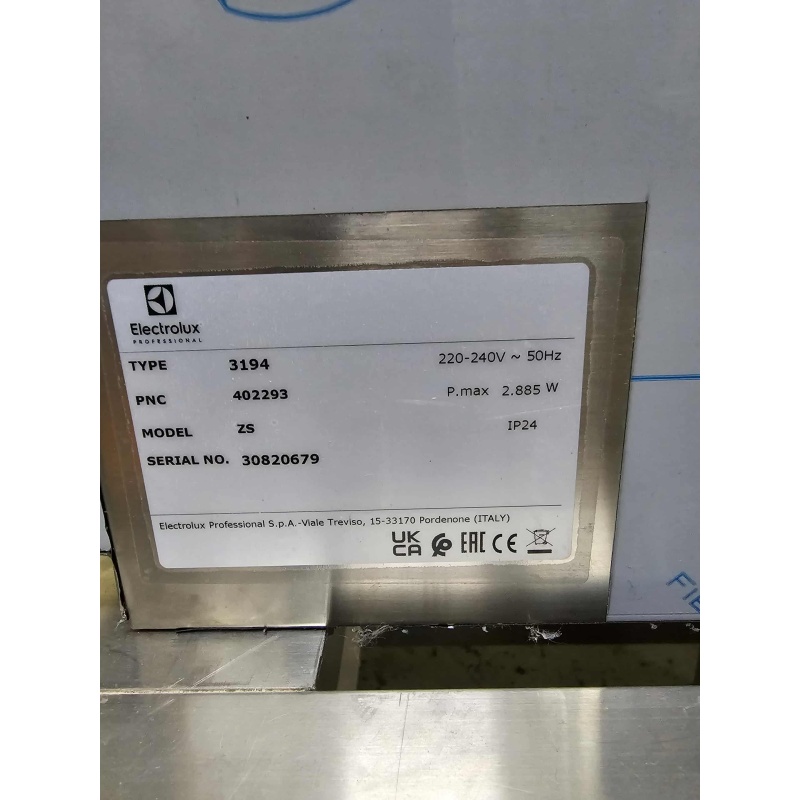 Electrolux
PROFESSIONAL
TYPE 3194 220-240V ~ 50Hz
PNC 402293 P.max 2.885 W
MODEL ZS IP24
SERIAL NO. 30820679
Electrolux Professional S.p.A.-Viale Treviso, 15-33170 Pordenone (ITALY)
UK CA EAC CE